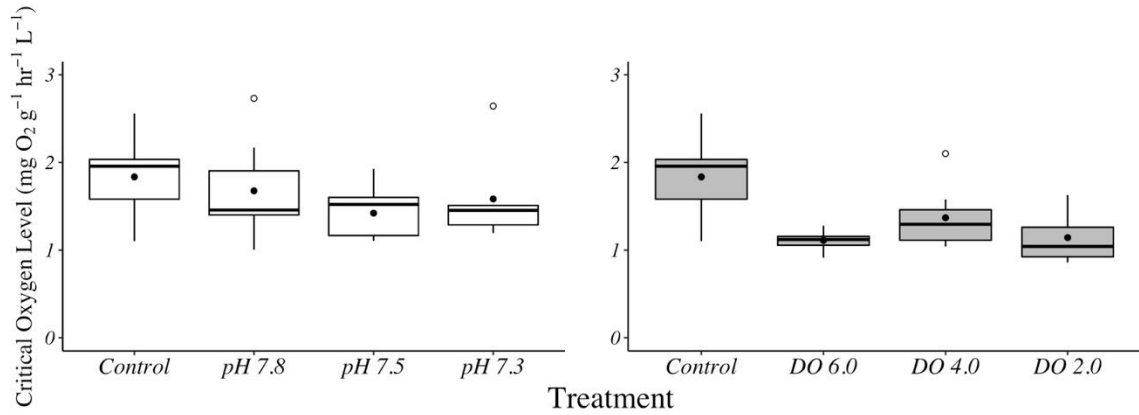 Critical Oxygen Level (mg O₂ g⁻¹ hr⁻¹ L⁻¹)
3
2
1
0
Control pH 7.8 pH 7.5 pH 7.3
3
2
1
0
Control DO 6.0 DO 4.0 DO 2.0
Treatment